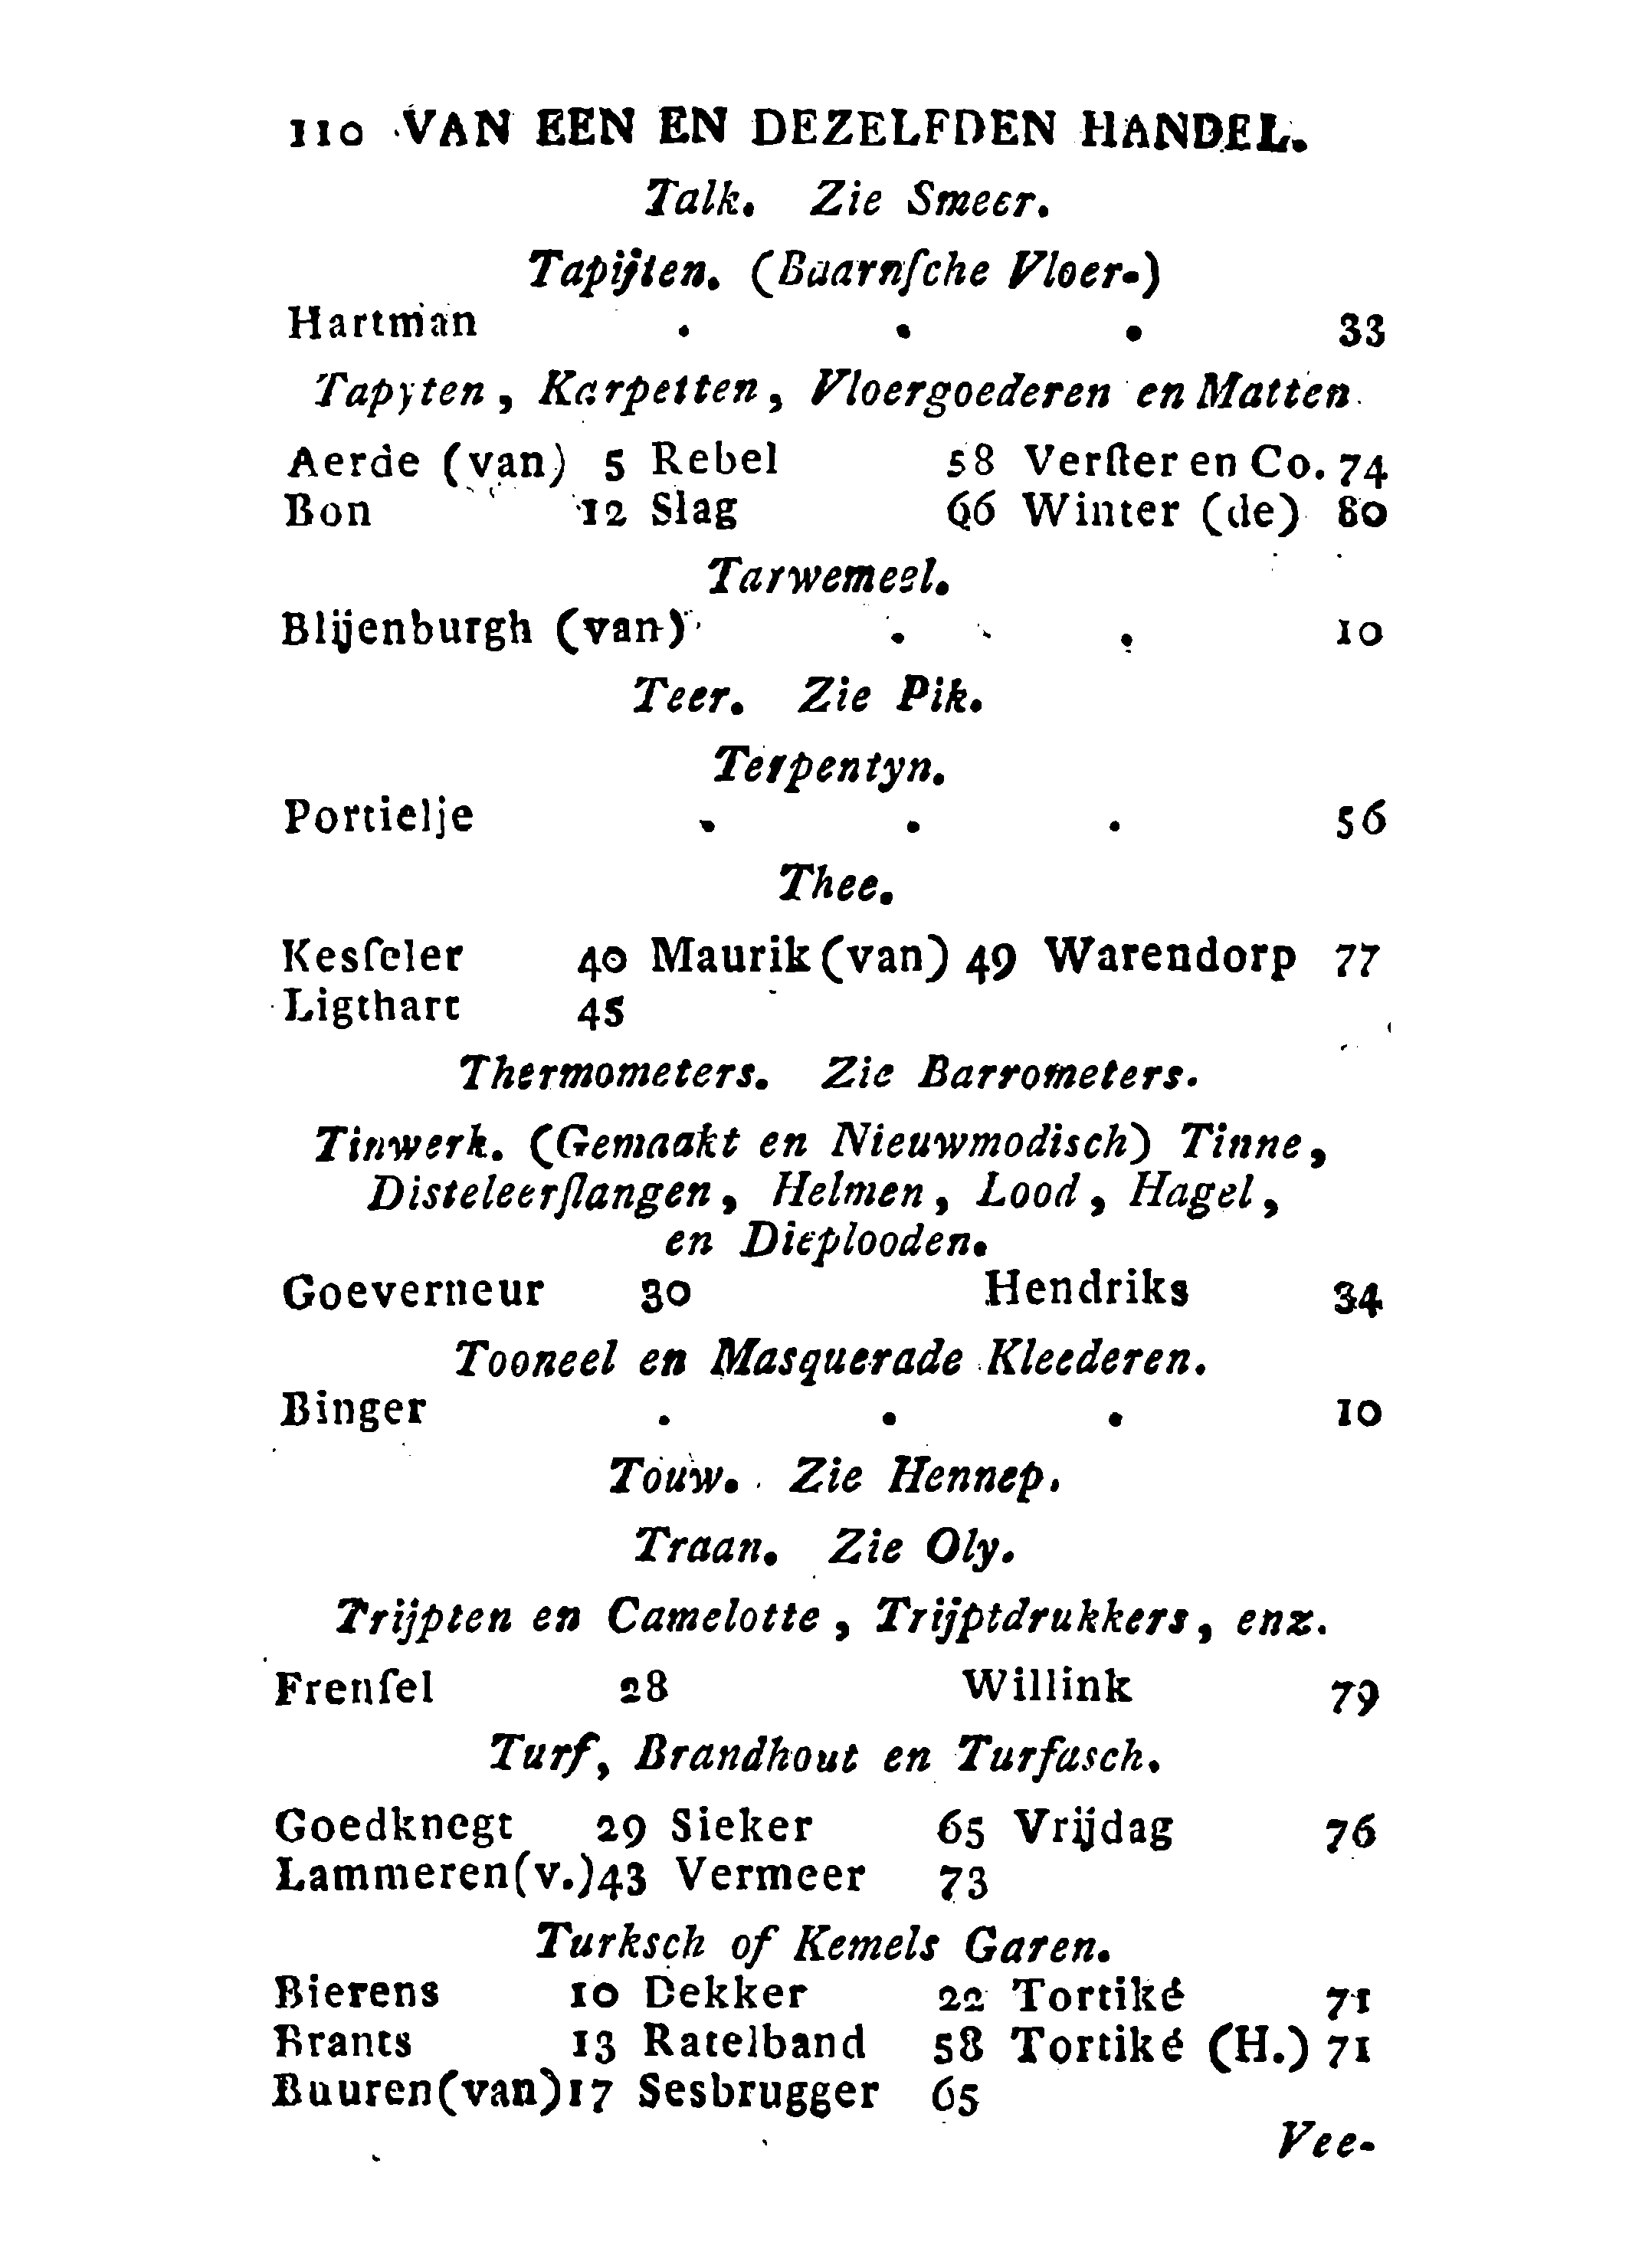 110 VAN EEN EN DEZELFDEN HANDEL.
Talk. Zie Smeer.
Tapijten. (Baarnſche Vloer-)
Hartman . . . 33
Tapyten, Karpetten, Vloergoederen en Matten
Aerde (van) 5 Rebel 58 Verſter en Co. 74
Bon 12 Slag 66 Winter (de) 80
Tarwemeel.
Blijenburgh (van) . . 10
Teer. Zie Pik.
Terpentyn.
Portielje . . . 56
Thee.
Kesſeler 40 Maurik (van) 49 Warendorp 77
Ligthart 45
Thermometers. Zie Barrometers.
Tinwerk. (Gemaakt en Nieuwmodisch) Tinne,
Disteleerſlangen, Helmen, Lood, Hagel,
en Dieplooden.
Goeverneur 30 Hendriks 34
Tooneel en Masquerade Kleederen.
Binger . . . 10
Touw. Zie Hennep.
Traan. Zie Oly.
Trijpten en Camelotte, Trijptdrukkers, enz.
Frenſel 28 Willink 79
Turf, Brandhout en Turfasch.
Goedknegt 29 Sieker 65 Vrijdag 76
Lammeren (v.) 43 Vermeer 73
Turksch of Kemels Garen.
Bierens 10 Dekker 22 Tortiké 71
Brants 13 Ratelband 58 Tortiké (H.) 71
Buuren (van) 17 Sesbrugger 65
Vee-